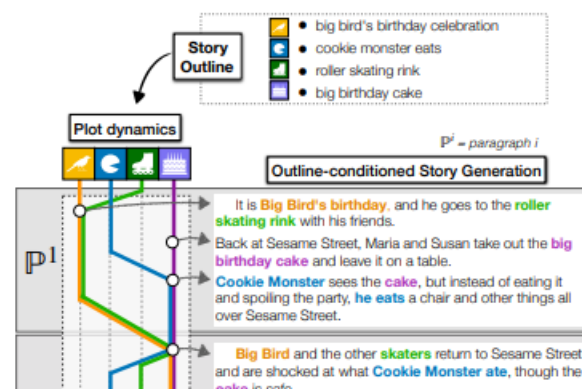 • big bird's birthday celebration
• cookie monster eats
• roller skating rink
• big birthday cake
Story
Outline
Plot dynamics
ℙⁱ = paragraph i
Outline-conditioned Story Generation
ℙ¹
It is Big Bird's birthday, and he goes to the roller
skating rink with his friends.
Back at Sesame Street, Maria and Susan take out the big
birthday cake and leave it on a table.
Cookie Monster sees the cake, but instead of eating it
and spoiling the party, he eats a chair and other things all
over Sesame Street.
Big Bird and the other skaters return to Sesame Street
and are shocked at what Cookie Monster ate, though the
cake is safe.